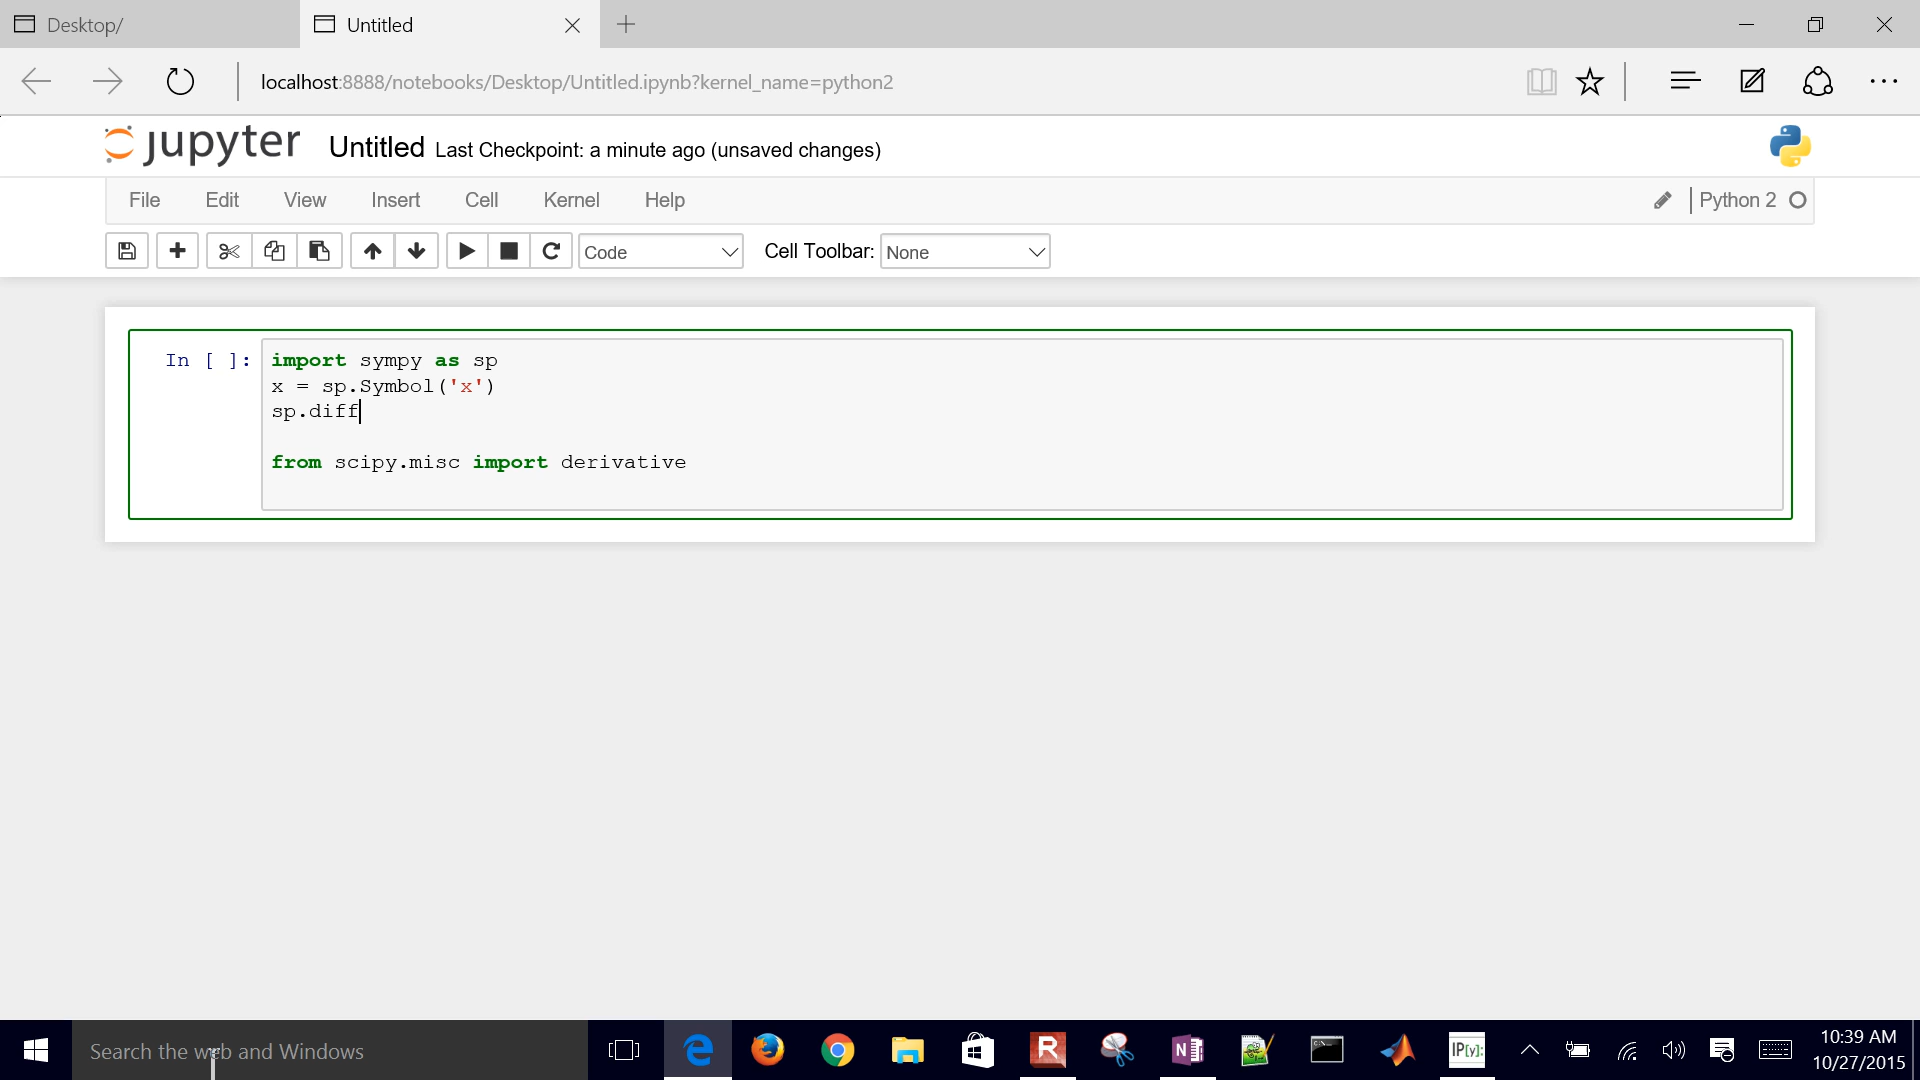 Desktop/
Untitled
localhost:8888/notebooks/Desktop/Untitled.ipynb?kernel_name=python2
jupyter Untitled Last Checkpoint: a minute ago (unsaved changes)
File Edit View Insert Cell Kernel Help Python 2
Code Cell Toolbar: None
In [ ]: import sympy as sp
x = sp.Symbol('x')
sp.diff
from scipy.misc import derivative
Search the web and Windows
R
N
C:\
IP[y]:
10:39 AM
10/27/2015